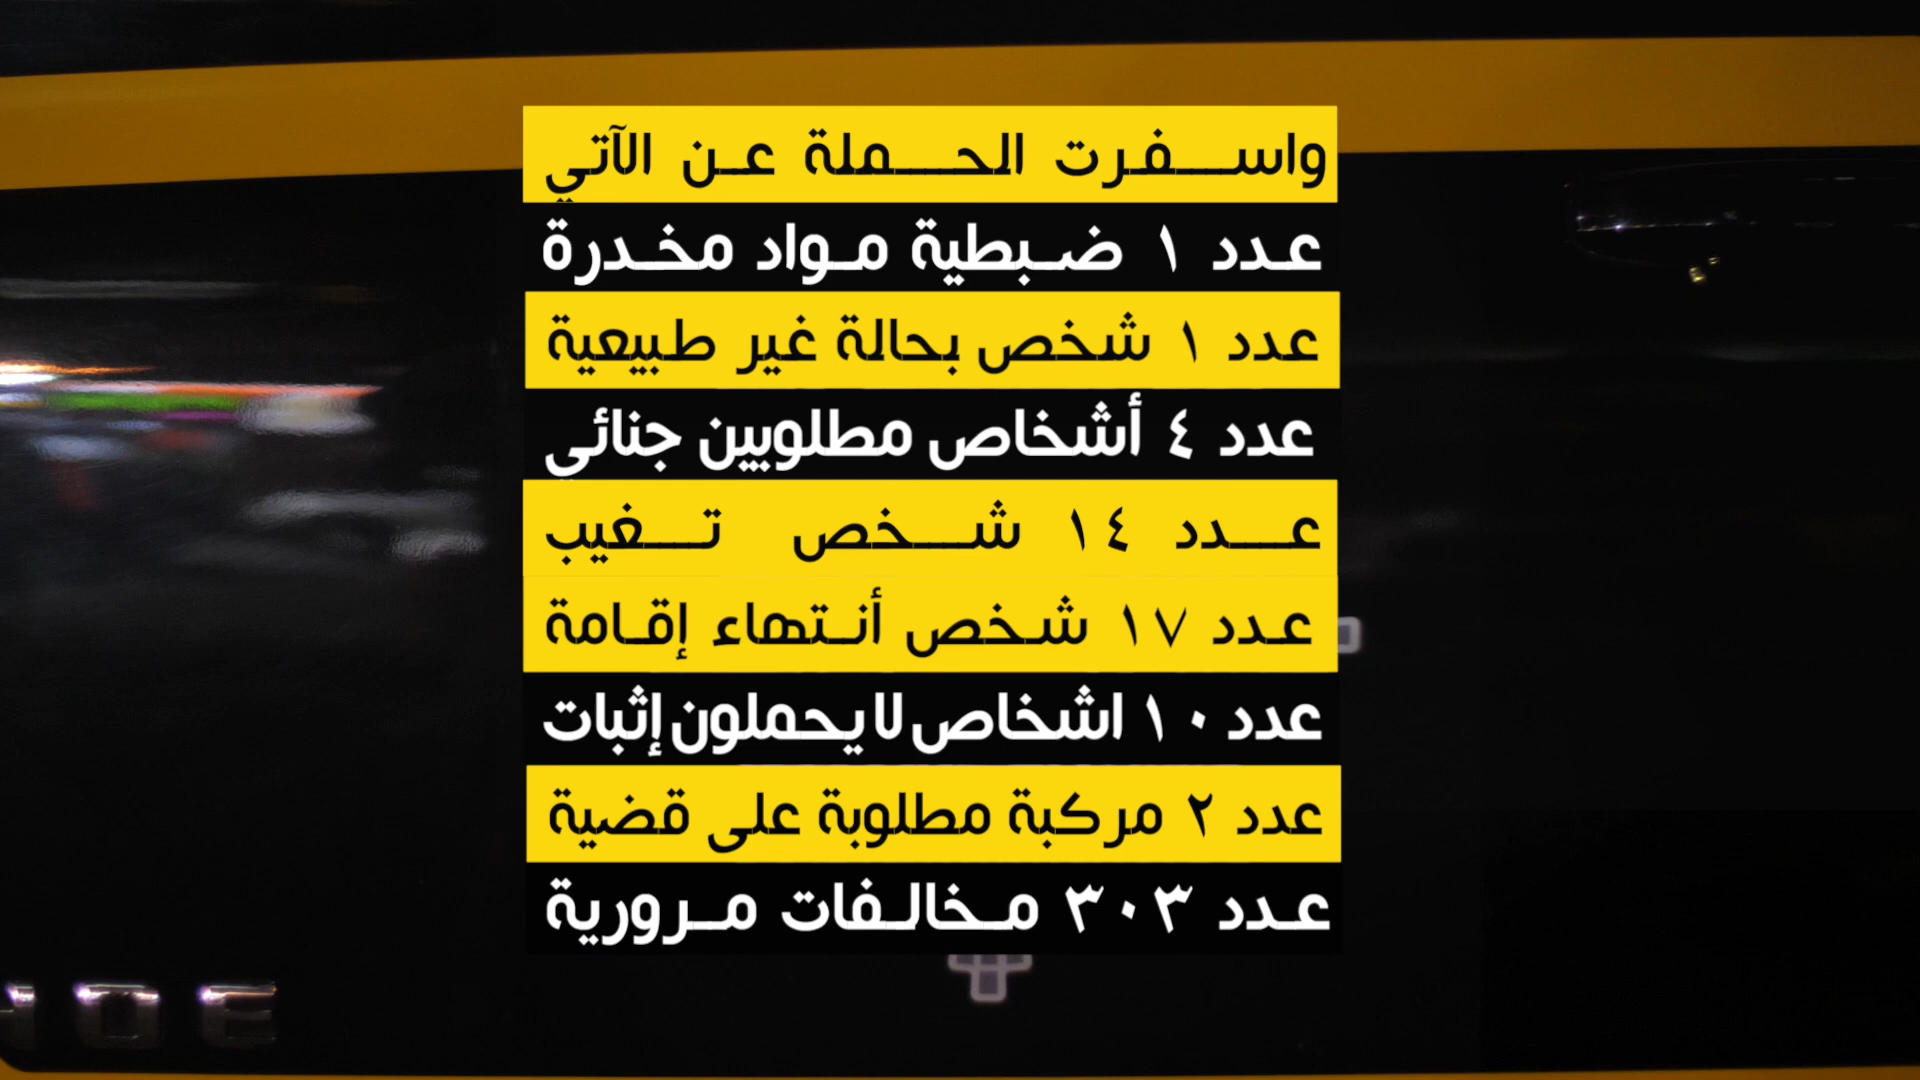 واسفرت الحملة عن الآتي
عدد ١ ضبطية مواد مخدرة
عدد ١ شخص بحالة غير طبيعية
عدد ٤ أشخاص مطلوبين جنائي
عدد ١٤ شخص تغيب
عدد ١٧ شخص أنتهاء إقامة
عدد ١٠ اشخاص لا يحملون إثبات
عدد ٢ مركبة مطلوبة على قضية
عدد ٣٠٣ مخالفات مرورية